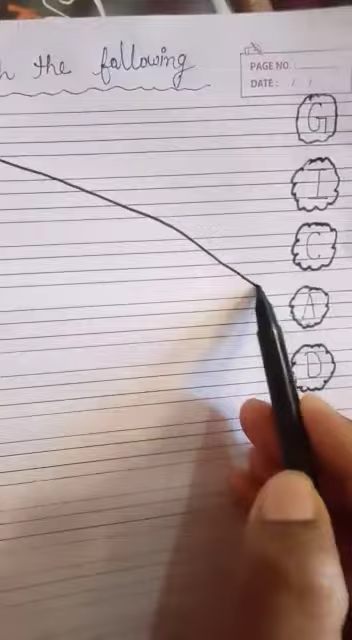 the following
PAGE NO.:
DATE: / /
G
I
C
A
D